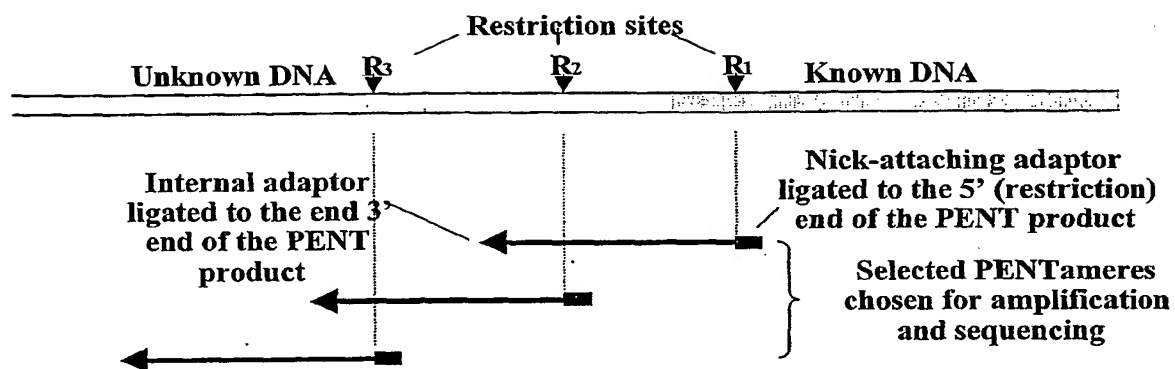 Restriction sites
Unknown DNA
R3
R2
R1
Known DNA
Internal adaptor
ligated to the end 3'
end of the PENT
product
Nick-attaching adaptor
ligated to the 5' (restriction)
end of the PENT product
Selected PENTameres
chosen for amplification
and sequencing